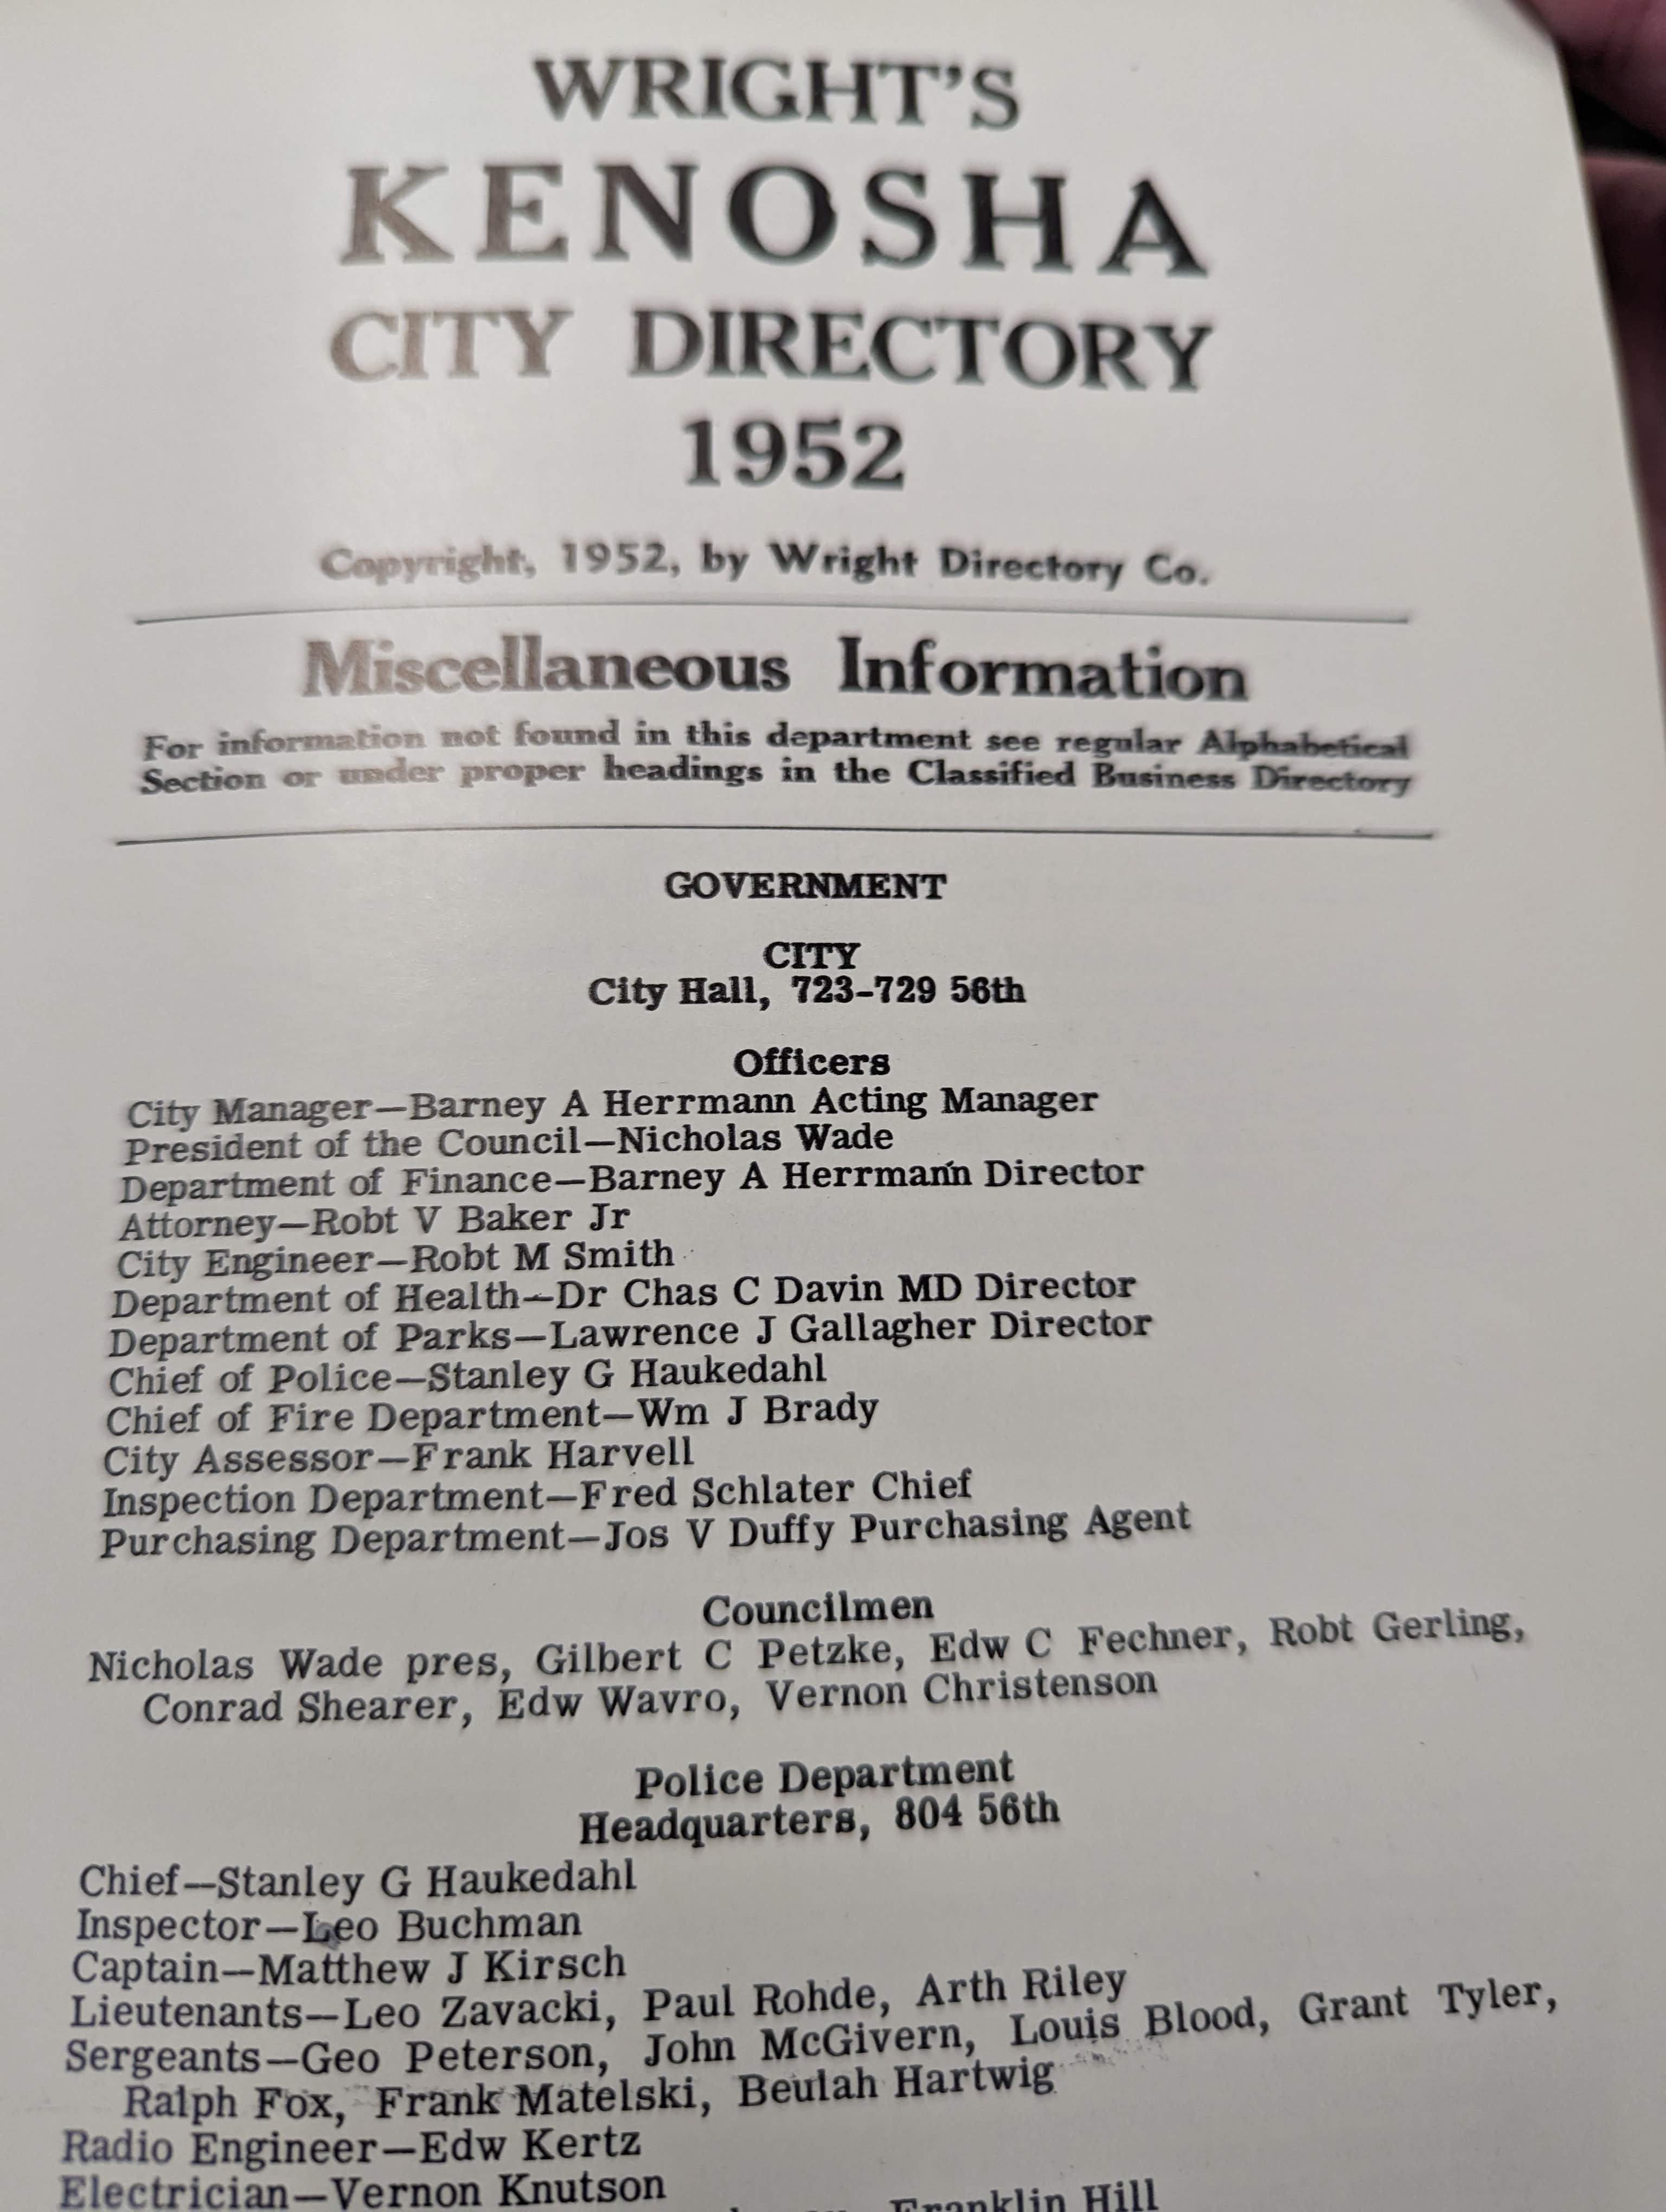 WRIGHT'S
KENOSHA
CITY DIRECTORY
1952
Copyright, 1952, by Wright Directory Co.
Miscellaneous Information
For information not found in this department see regular Alphabetical
Section or under proper headings in the Classified Business Directory
GOVERNMENT
CITY
City Hall, 723-729 56th
Officers
City Manager—Barney A Herrmann Acting Manager
President of the Council—Nicholas Wade
Department of Finance—Barney A Herrmann Director
Attorney—Robt V Baker Jr
City Engineer—Robt M Smith
Department of Health—Dr Chas C Davin MD Director
Department of Parks—Lawrence J Gallagher Director
Chief of Police—Stanley G Haukedahl
Chief of Fire Department—Wm J Brady
City Assessor—Frank Harvell
Inspection Department—Fred Schlater Chief
Purchasing Department—Jos V Duffy Purchasing Agent
Councilmen
Nicholas Wade pres, Gilbert C Petzke, Edw C Fechner, Robt Gerling,
Conrad Shearer, Edw Wavro, Vernon Christenson
Police Department
Headquarters, 804 56th
Chief—Stanley G Haukedahl
Inspector—Leo Buchman
Captain—Matthew J Kirsch
Lieutenants—Leo Zavacki, Paul Rohde, Arth Riley
Sergeants—Geo Peterson, John McGivern, Louis Blood, Grant Tyler,
Ralph Fox, Frank Matelski, Beulah Hartwig
Radio Engineer—Edw Kertz
Electrician—Vernon Knutson
Franklin Hill